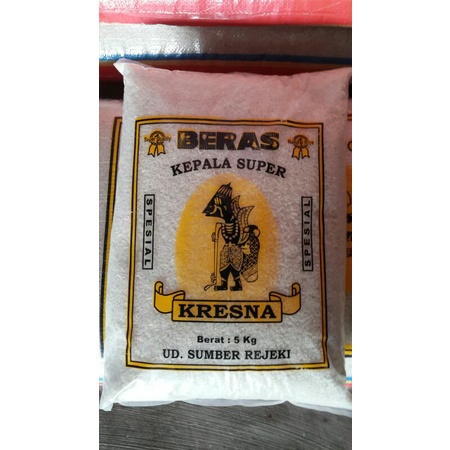 BERAS
KEPALA SUPER
SPESIAL
SPESIAL
KRESNA
Berat : 5 Kg
UD. SUMBER REJEKI